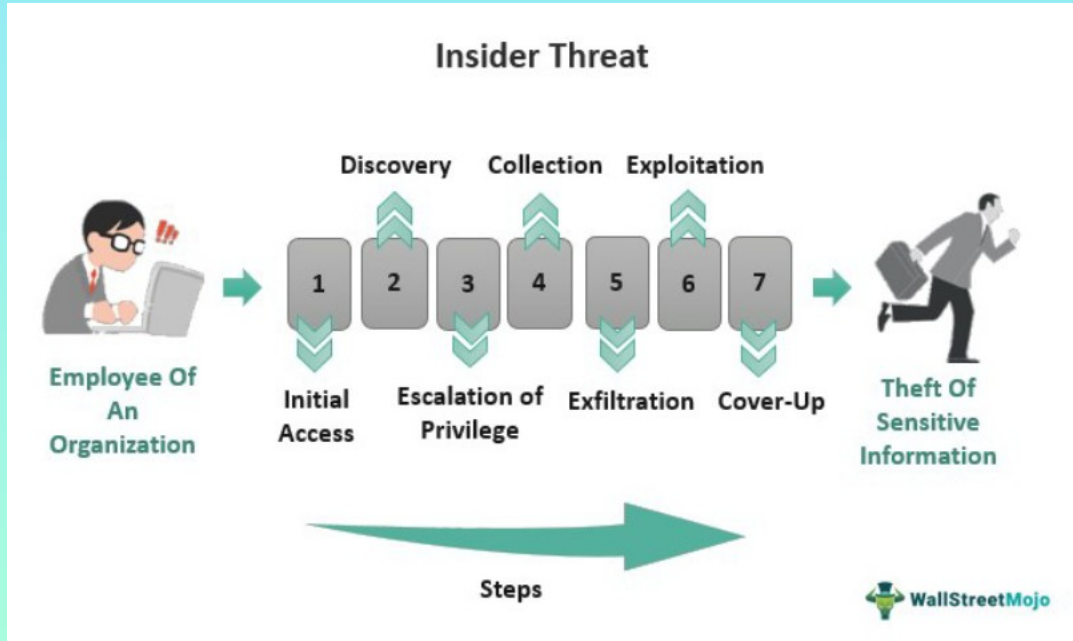 Insider Threat
Discovery
Collection
Exploitation
1
2
3
4
5
6
7
Initial
Access
Escalation of
Privilege
Exfiltration
Cover-Up
Employee Of
An
Organization
Theft Of
Sensitive
Information
Steps
WallStreetMojo